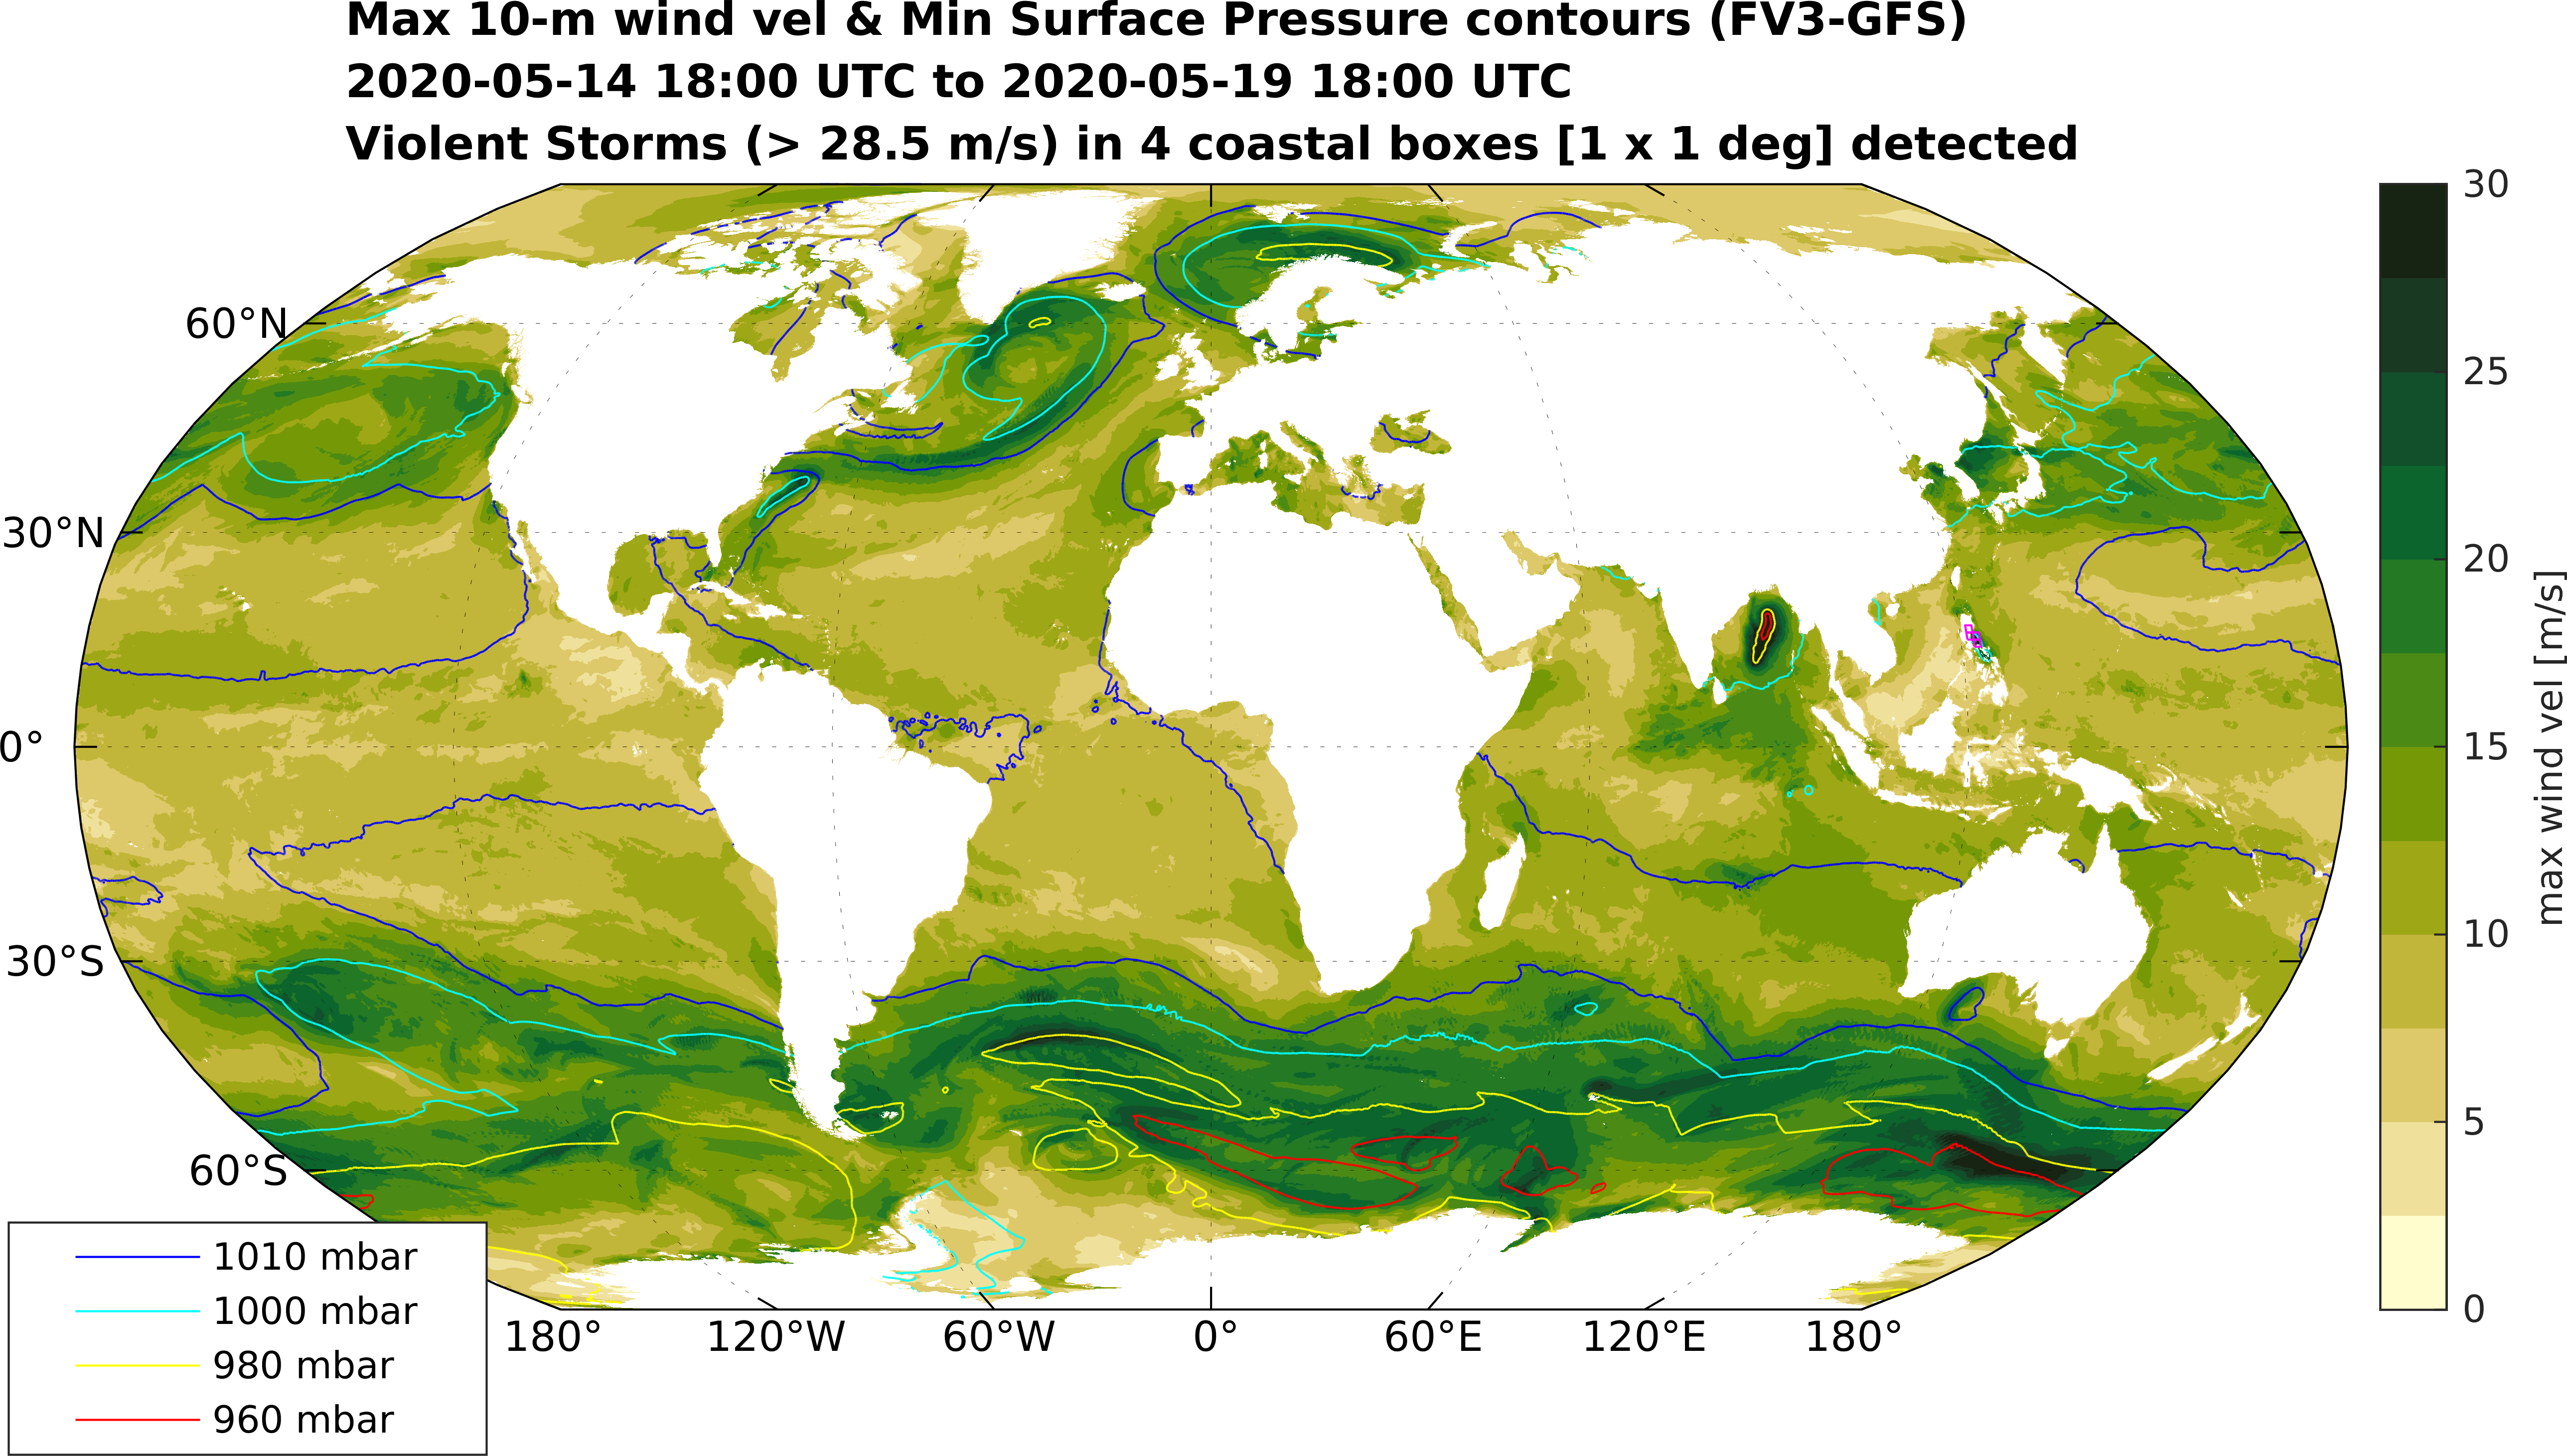 Max 10-m wind vel & Min Surface Pressure contours (FV3-GFS)
2020-05-14 18:00 UTC to 2020-05-19 18:00 UTC
Violent Storms (> 28.5 m/s) in 4 coastal boxes [1 x 1 deg] detected
60°N
30°N
0°
30°S
60°S
180°
120°W
60°W
0°
60°E
120°E
180°
1010 mbar
1000 mbar
980 mbar
960 mbar
30
25
20
15
10
5
0
max wind vel [m/s]